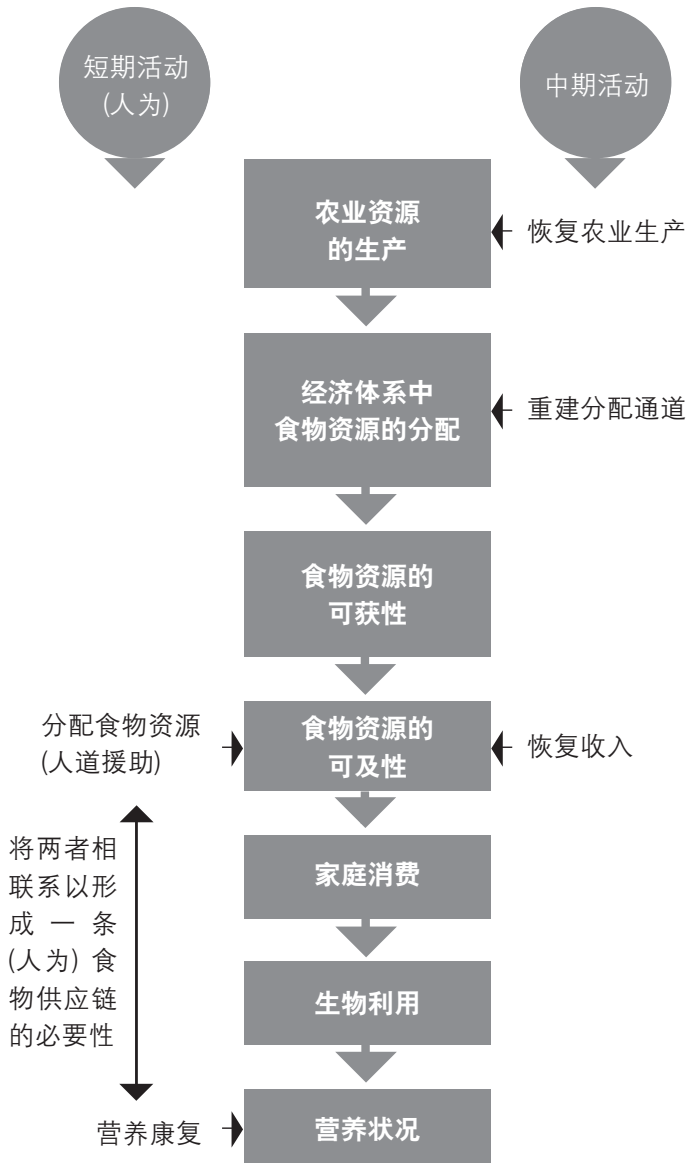 短期活动
(人为)
中期活动
农业资源
的生产
恢复农业生产
经济体系中
食物资源的分配
重建分配通道
食物资源的
可获性
分配食物资源
(人道援助)
食物资源的
可及性
恢复收入
将两者相
联系以形
成一条
(人为) 食
物供应链
的必要性
家庭消费
生物利用
营养康复
营养状况